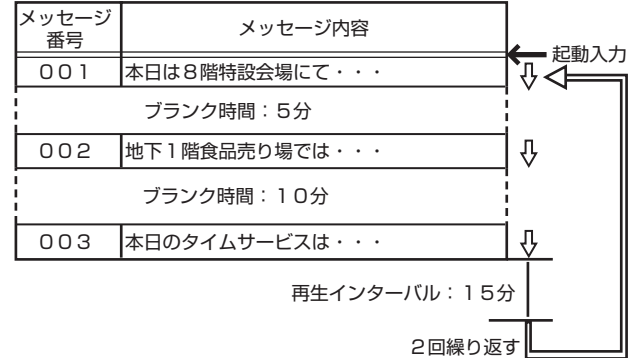 メッセージ
番号
メッセージ内容
起動入力
001
本日は8階特設会場にて・・・
ブランク時間：5分
002
地下1階食品売り場では・・・
ブランク時間：10分
003
本日のタイムサービスは・・・
再生インターバル：15分
2回繰り返す